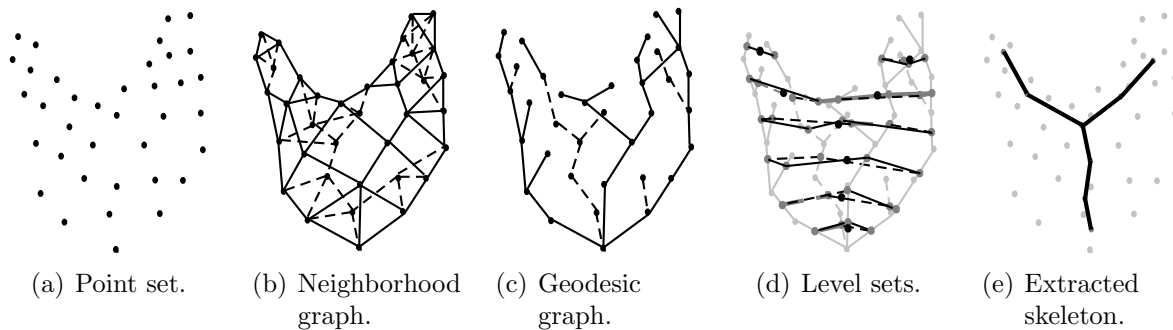 (a) Point set.
(b) Neighborhood
graph.
(c) Geodesic
graph.
(d) Level sets.
(e) Extracted
skeleton.